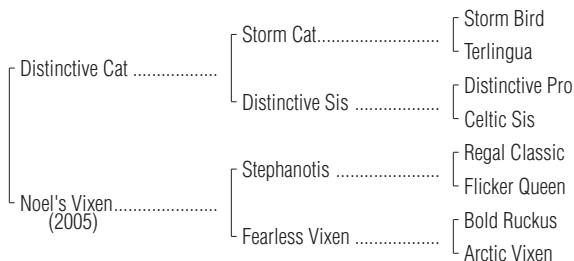 Storm Bird
Storm Cat....................................
Terlingua
Distinctive Cat ..................
Distinctive Pro
Distinctive Sis .........................
Celtic Sis
Regal Classic
Stephanotis ..............................
Flicker Queen
Noel's Vixen......................
(2005)
Bold Ruckus
Fearless Vixen .........................
Arctic Vixen